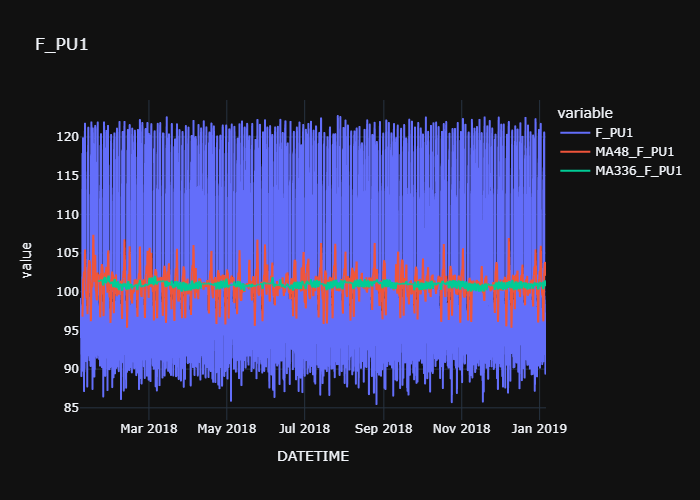 F_PU1
variable
F_PU1
MA48_F_PU1
MA336_F_PU1
value
120
115
110
105
100
95
90
85
Mar 2018
May 2018
Jul 2018
Sep 2018
Nov 2018
Jan 2019
DATETIME